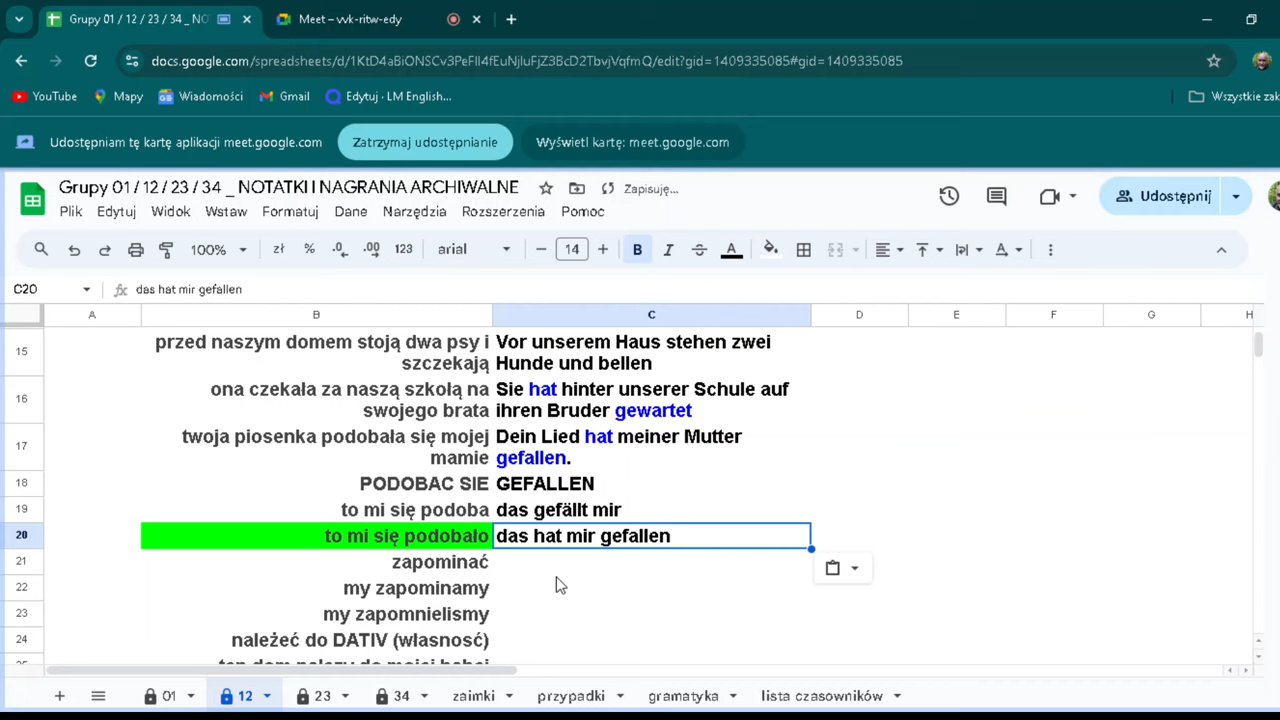 Grupy 01 / 12 / 23 / 34 _ NO
Meet – vvk-ritw-edy
docs.google.com/spreadsheets/d/1KtD4aBiONSCv3PeFlI4fEuNjluFjZ3BcD2TbvjVqfmQ/edit?gid=1409335085#gid=1409335085
YouTube Mapy Wiadomości Gmail Edytuj ‹ LM English... Wszystkie zak
Udostępniam tę kartę aplikacji meet.google.com Zatrzymaj udostępnianie Wyświetl kartę: meet.google.com
Grupy 01 / 12 / 23 / 34 _ NOTATKI I NAGRANIA ARCHIWALNE Zapisuję... Udostępnij
Plik Edytuj Widok Wstaw Formatuj Dane Narzędzia Rozszerzenia Pomoc
100% zł % .0 .00 123 arial − 14 + B I S A
C20 fx das hat mir gefallen
A B C D E F G H
15 przed naszym domem stoją dwa psy i szczekają Vor unserem Haus stehen zwei Hunde und bellen
16 ona czekała za naszą szkołą na swojego brata Sie hat hinter unserer Schule auf ihren Bruder gewartet
17 twoja piosenka podobała się mojej mamie Dein Lied hat meiner Mutter gefallen.
18 PODOBAC SIE GEFALLEN
19 to mi się podoba das gefällt mir
20 to mi się podobało das hat mir gefallen
21 zapominać
22 my zapominamy
23 my zapomnielismy
24 należeć do DATIV (własność)
01 12 23 34 zaimki przypadki gramatyka lista czasowników